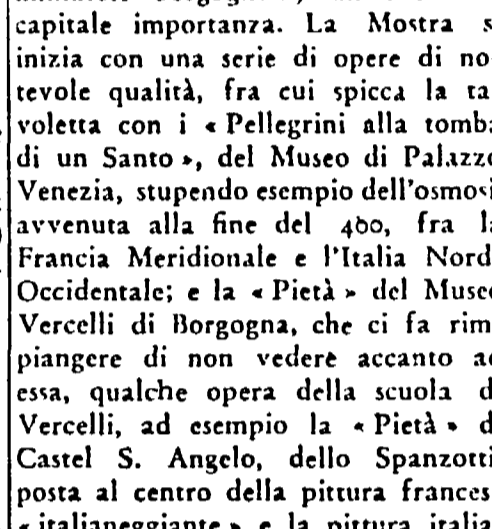 capitale importanza. La Mostra s
inizia con una serie di opere di no-
tevole qualità, fra cui spicca la ta-
voletta con i « Pellegrini alla tomba
di un Santo », del Museo di Palazzo
Venezia, stupendo esempio dell'osmosi
avvenuta alla fine del 400, fra la
Francia Meridionale e l'Italia Nord-
Occidentale; e la « Pietà » del Museo
Vercelli di Borgogna, che ci fa rim-
piangere di non vedere accanto ad
essa, qualche opera della scuola d
Vercelli, ad esempio la « Pietà » d
Castel S. Angelo, dello Spanzotti
posta al centro della pittura frances
« italianeggiante » e la pittura italia